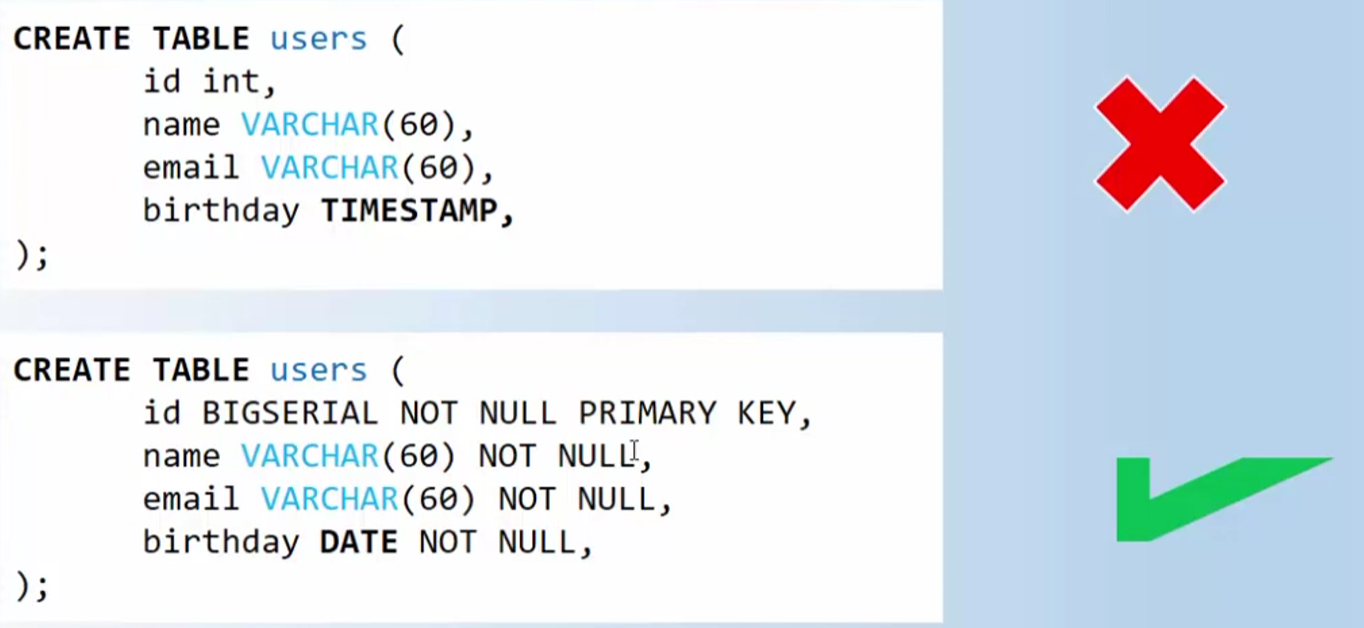 CREATE TABLE users (
id int,
name VARCHAR(60),
email VARCHAR(60),
birthday TIMESTAMP,
);
CREATE TABLE users (
id BIGSERIAL NOT NULL PRIMARY KEY,
name VARCHAR(60) NOT NULL,
email VARCHAR(60) NOT NULL,
birthday DATE NOT NULL,
);